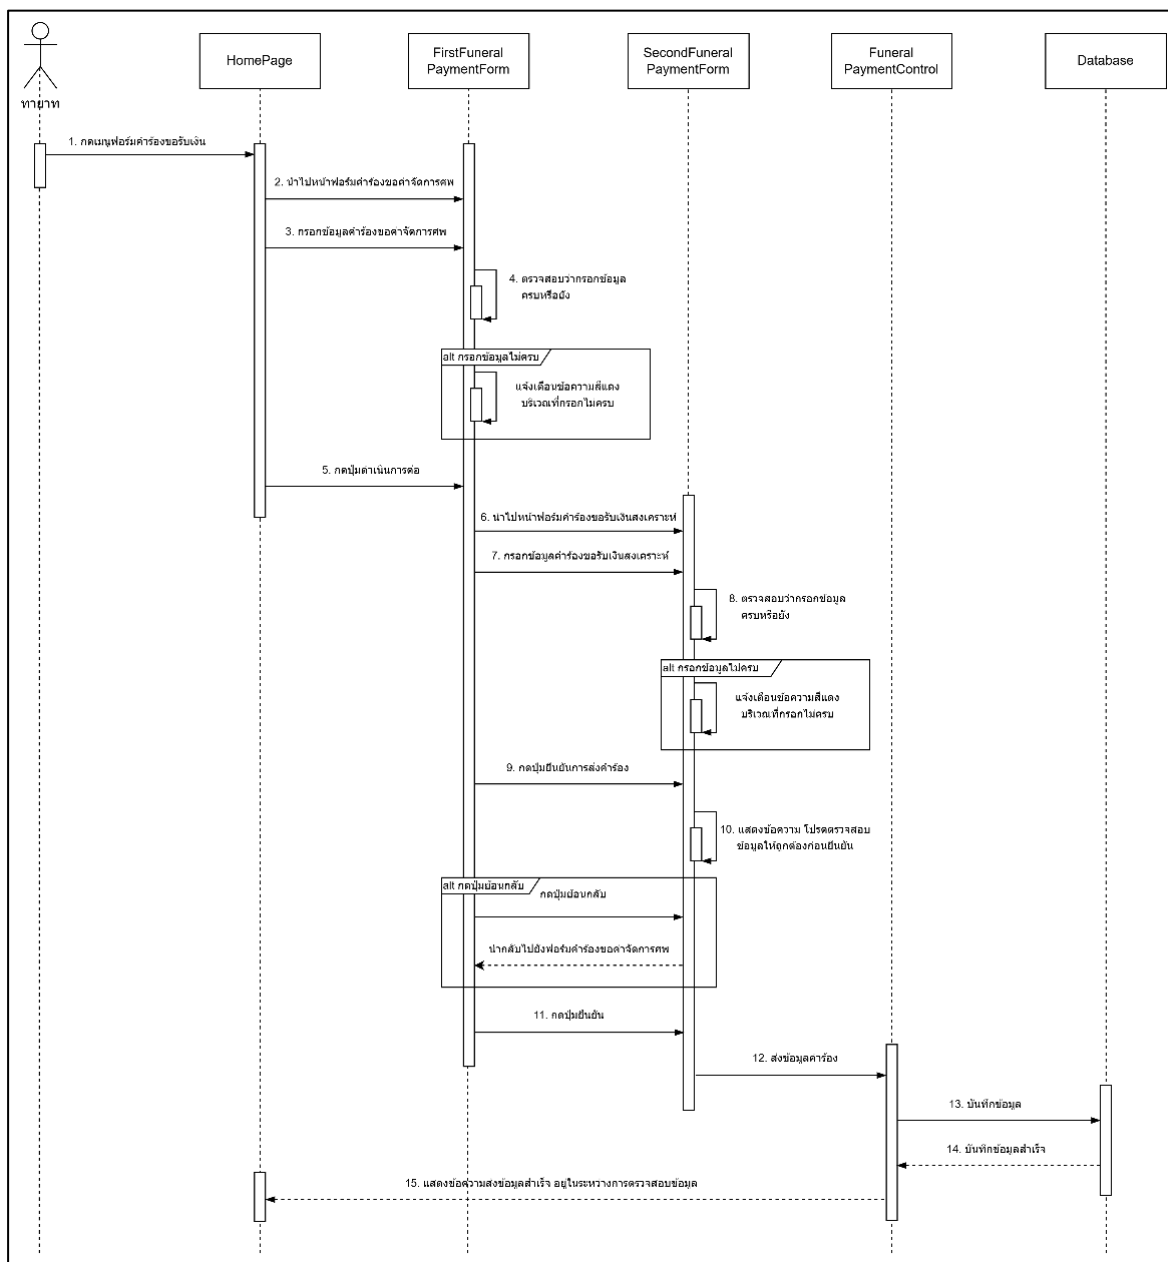 HomePage
FirstFuneral
PaymentForm
SecondFuneral
PaymentForm
Funeral
PaymentControl
Database
ทายาท
1. กดเมนูฟอร์มคำร้องขอรับเงิน
2. นำไปหน้าฟอร์มคำร้องขอค่าจัดการศพ
3. กรอกข้อมูลคำร้องขอค่าจัดการศพ
4. ตรวจสอบว่ากรอกข้อมูล
ครบหรือยัง
alt กรอกข้อมูลไม่ครบ
แจ้งเตือนข้อความสีแดง
บริเวณที่กรอกไม่ครบ
5. กดปุ่มดำเนินการต่อ
6. นำไปหน้าฟอร์มคำร้องขอรับเงินสงเคราะห์
7. กรอกข้อมูลคำร้องขอรับเงินสงเคราะห์
8. ตรวจสอบว่ากรอกข้อมูล
ครบหรือยัง
alt กรอกข้อมูลไม่ครบ
แจ้งเตือนข้อความสีแดง
บริเวณที่กรอกไม่ครบ
9. กดปุ่มยืนยันการส่งคำร้อง
10. แสดงข้อความ โปรดตรวจสอบ
ข้อมูลให้ถูกต้องก่อนยืนยัน
alt กดปุ่มย้อนกลับ
กดปุ่มย้อนกลับ
นำกลับไปยังฟอร์มคำร้องขอค่าจัดการศพ
11. กดปุ่มยืนยัน
12. ส่งข้อมูลคำร้อง
13. บันทึกข้อมูล
14. บันทึกข้อมูลสำเร็จ
15. แสดงข้อความส่งข้อมูลสำเร็จ อยู่ในระหว่างการตรวจสอบข้อมูล